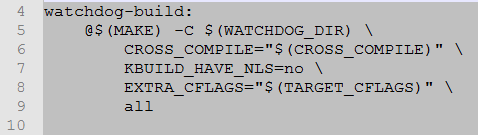 4 watchdog-build:
5 @$(MAKE) -C $(WATCHDOG_DIR) \
6 CROSS_COMPILE="$(CROSS_COMPILE)" \
7 KBUILD_HAVE_NLS=no \
8 EXTRA_CFLAGS="$(TARGET_CFLAGS)" \
9 all
10